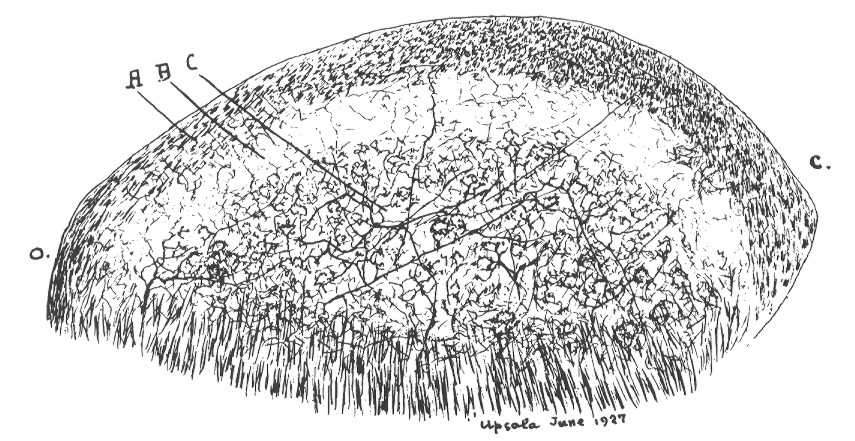 A B C
C.
O.
Upsala June 1927